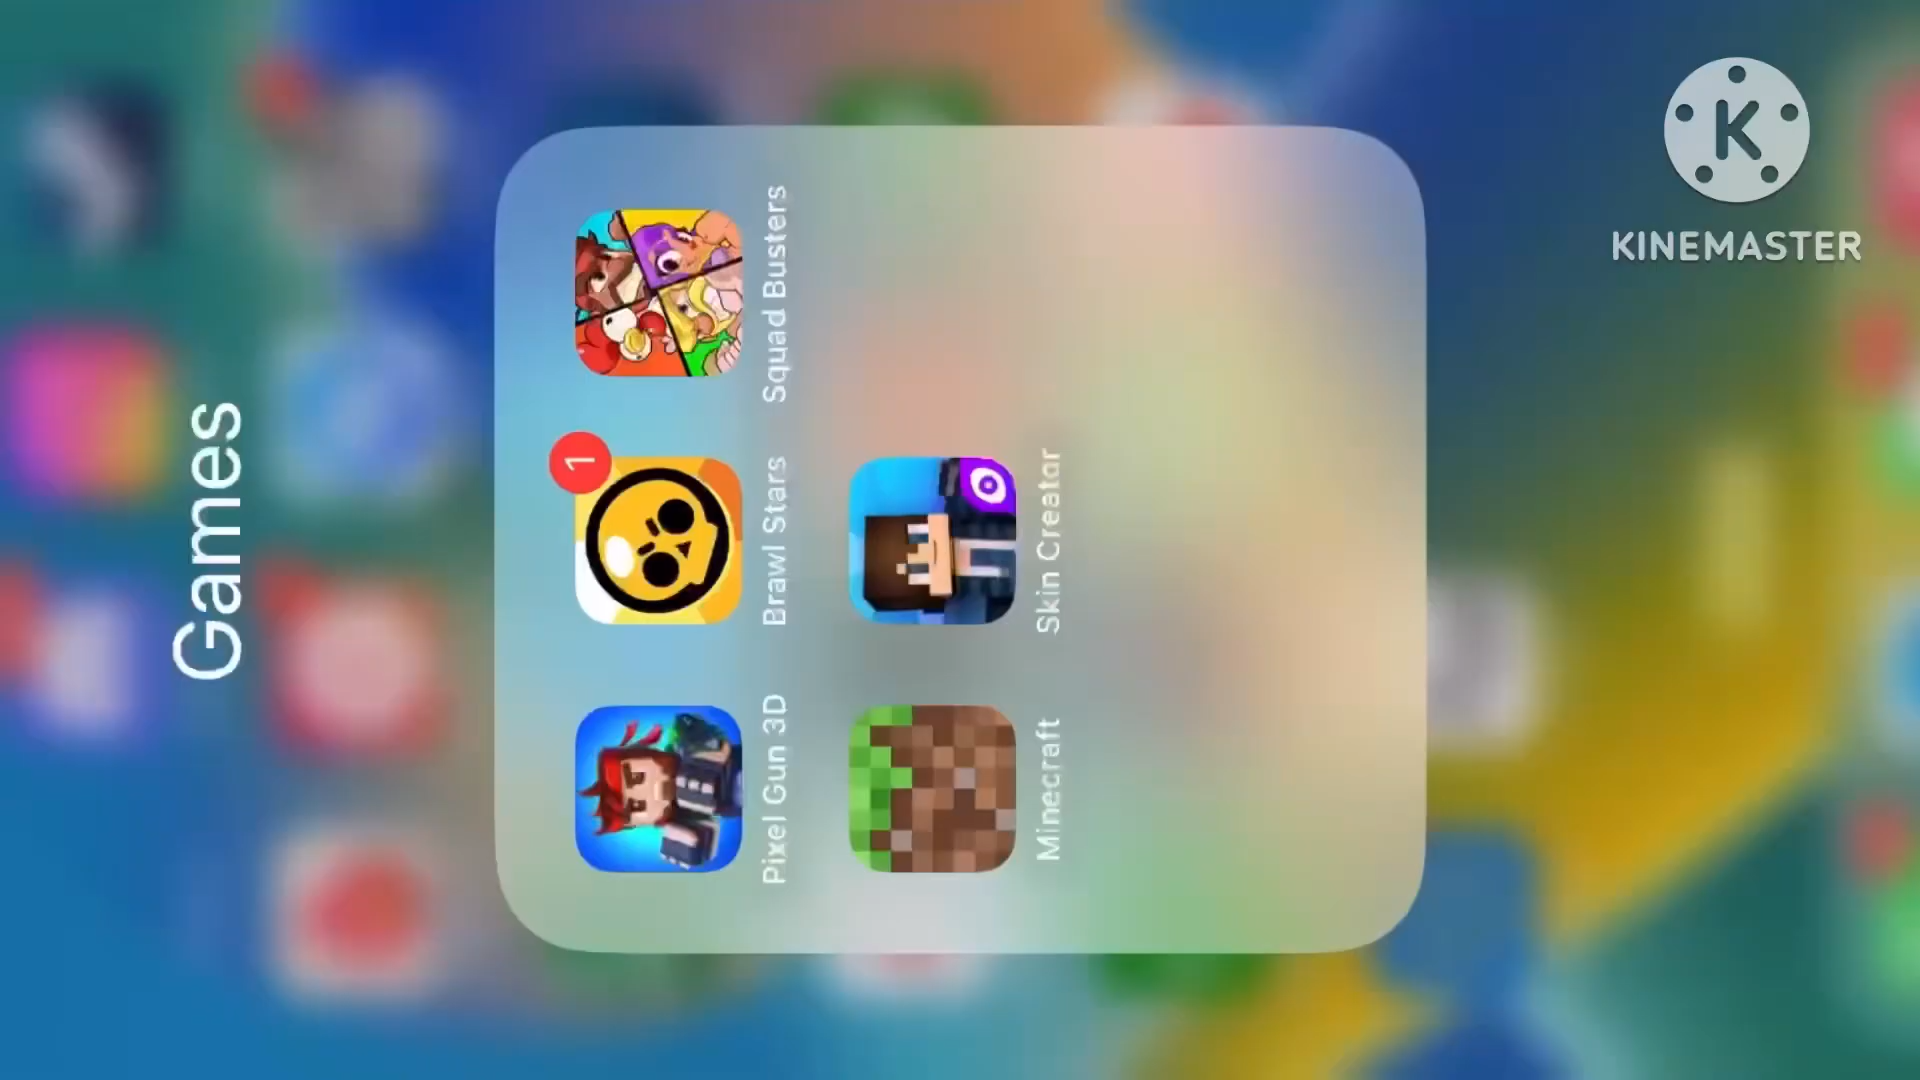 Games
Pixel Gun 3D
Brawl Stars
1
Squad Busters
Minecraft
Skin Creator
K
KINEMASTER